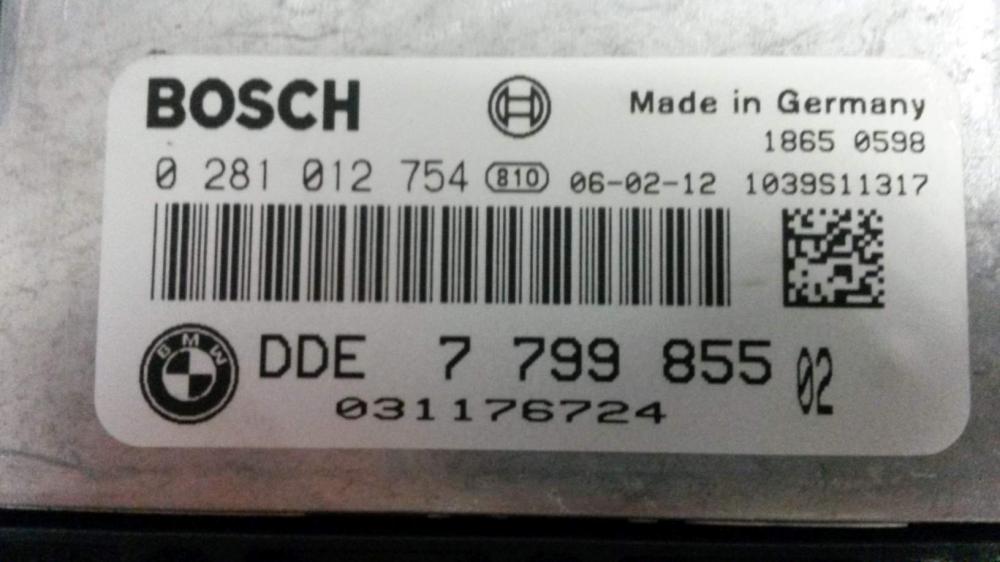 BOSCH
Made in Germany
1865 0598
0 281 012 754 810 06-02-12 1039S11317
BMW
DDE 7 799 855 02
031176724